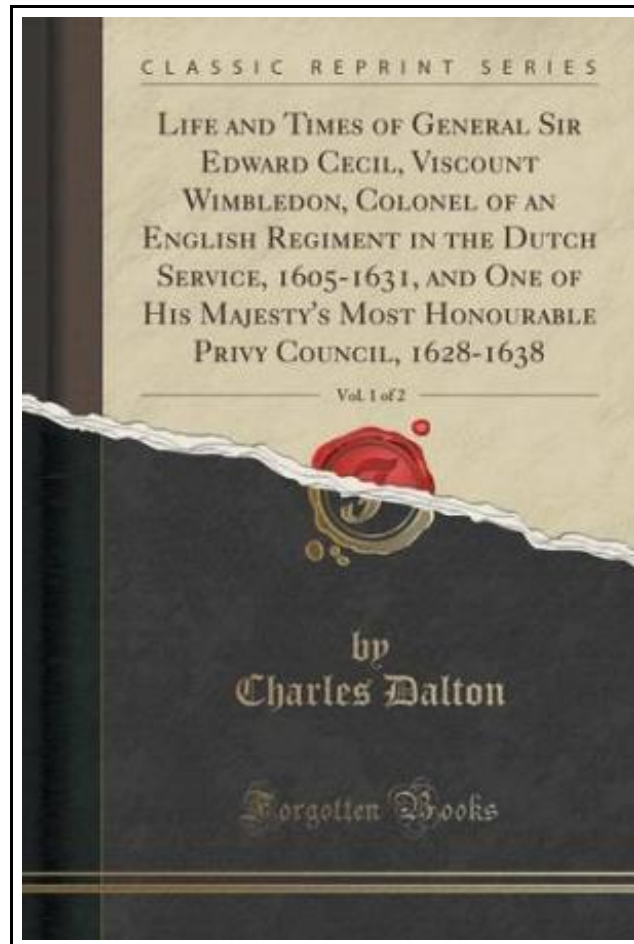 CLASSIC REPRINT SERIES
LIFE AND TIMES OF GENERAL SIR
EDWARD CECIL, VISCOUNT
WIMBLEDON, COLONEL OF AN
ENGLISH REGIMENT IN THE DUTCH
SERVICE, 1605-1631, AND ONE OF
HIS MAJESTY'S MOST HONOURABLE
PRIVY COUNCIL, 1628-1638
Vol. 1 of 2
by
Charles Dalton
Forgotten Books